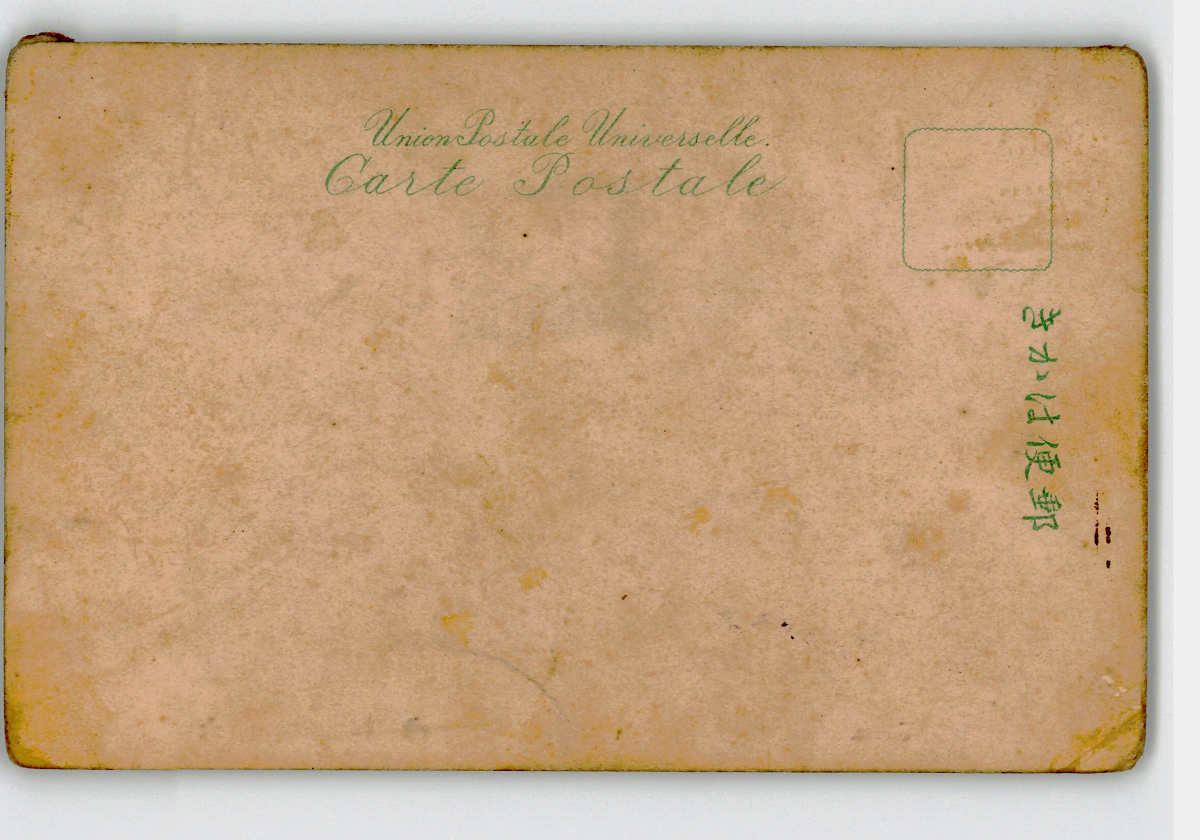 Union Postale Universelle.
Carte Postale
郵便はかき